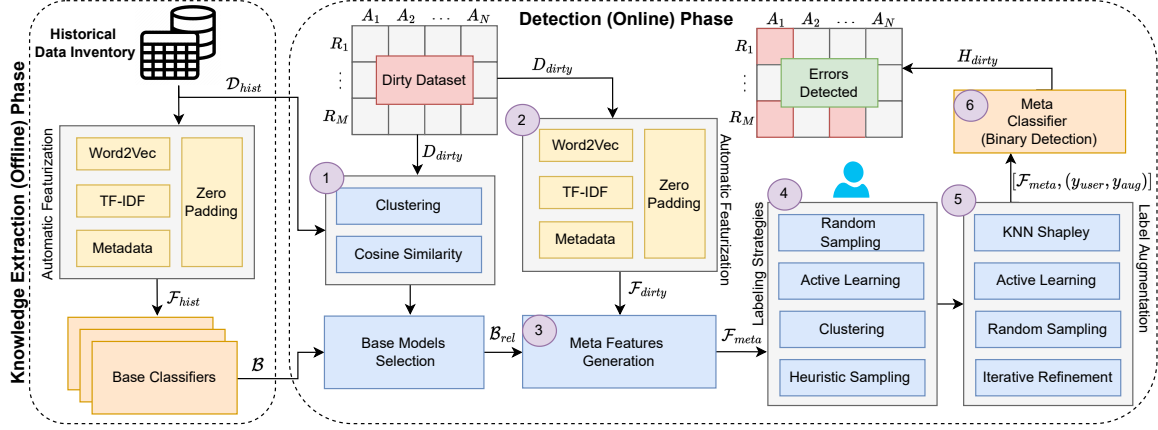 Knowledge Extraction (Offline) Phase
Historical
Data Inventory
𝒟_hist
Automatic Featurization
Word2Vec
TF-IDF
Metadata
Zero
Padding
ℱ_hist
Base Classifiers
ℬ
Detection (Online) Phase
A_1 A_2 ... A_N
R_1
⋮
R_M
Dirty Dataset
D_dirty
D_dirty
1
Clustering
Cosine Similarity
Base Models
Selection
ℬ_rel
2
Word2Vec
TF-IDF
Metadata
Zero
Padding
Automatic Featurization
ℱ_dirty
3
Meta Features
Generation
ℱ_meta
Labeling Strategies
4
Random
Sampling
Active Learning
Clustering
Heuristic Sampling
5
KNN Shapley
Active Learning
Random Sampling
Iterative Refinement
Label Augmentation
[ℱ_meta, (y_user, y_aug)]
6
Meta
Classifier
(Binary Detection)
H_dirty
A_1 A_2 ... A_N
R_1
⋮
R_M
Errors
Detected